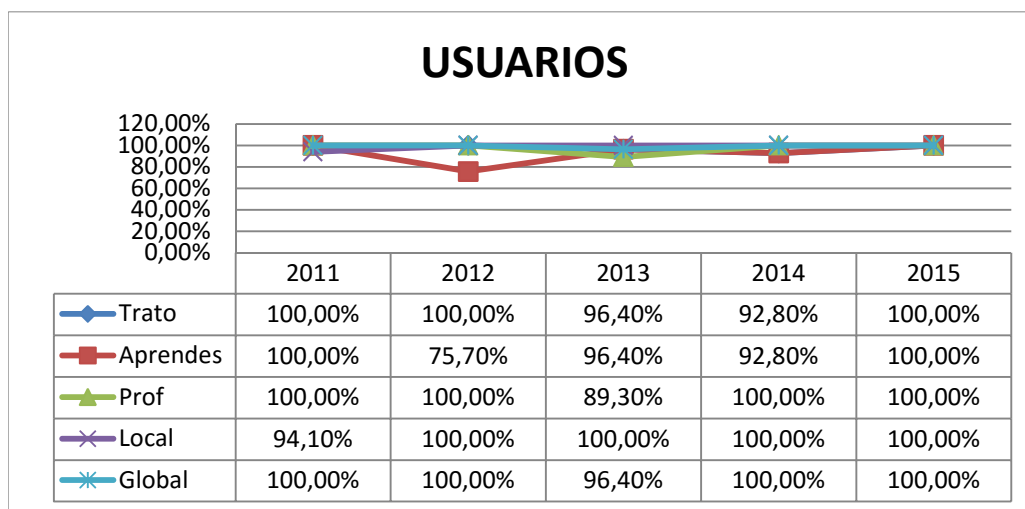 USUARIOS
120,00%
100,00%
80,00%
60,00%
40,00%
20,00%
0,00%
2011 2012 2013 2014 2015
Trato 100,00% 100,00% 96,40% 92,80% 100,00%
Aprendes 100,00% 75,70% 96,40% 92,80% 100,00%
Prof 100,00% 100,00% 89,30% 100,00% 100,00%
Local 94,10% 100,00% 100,00% 100,00% 100,00%
Global 100,00% 100,00% 96,40% 100,00% 100,00%